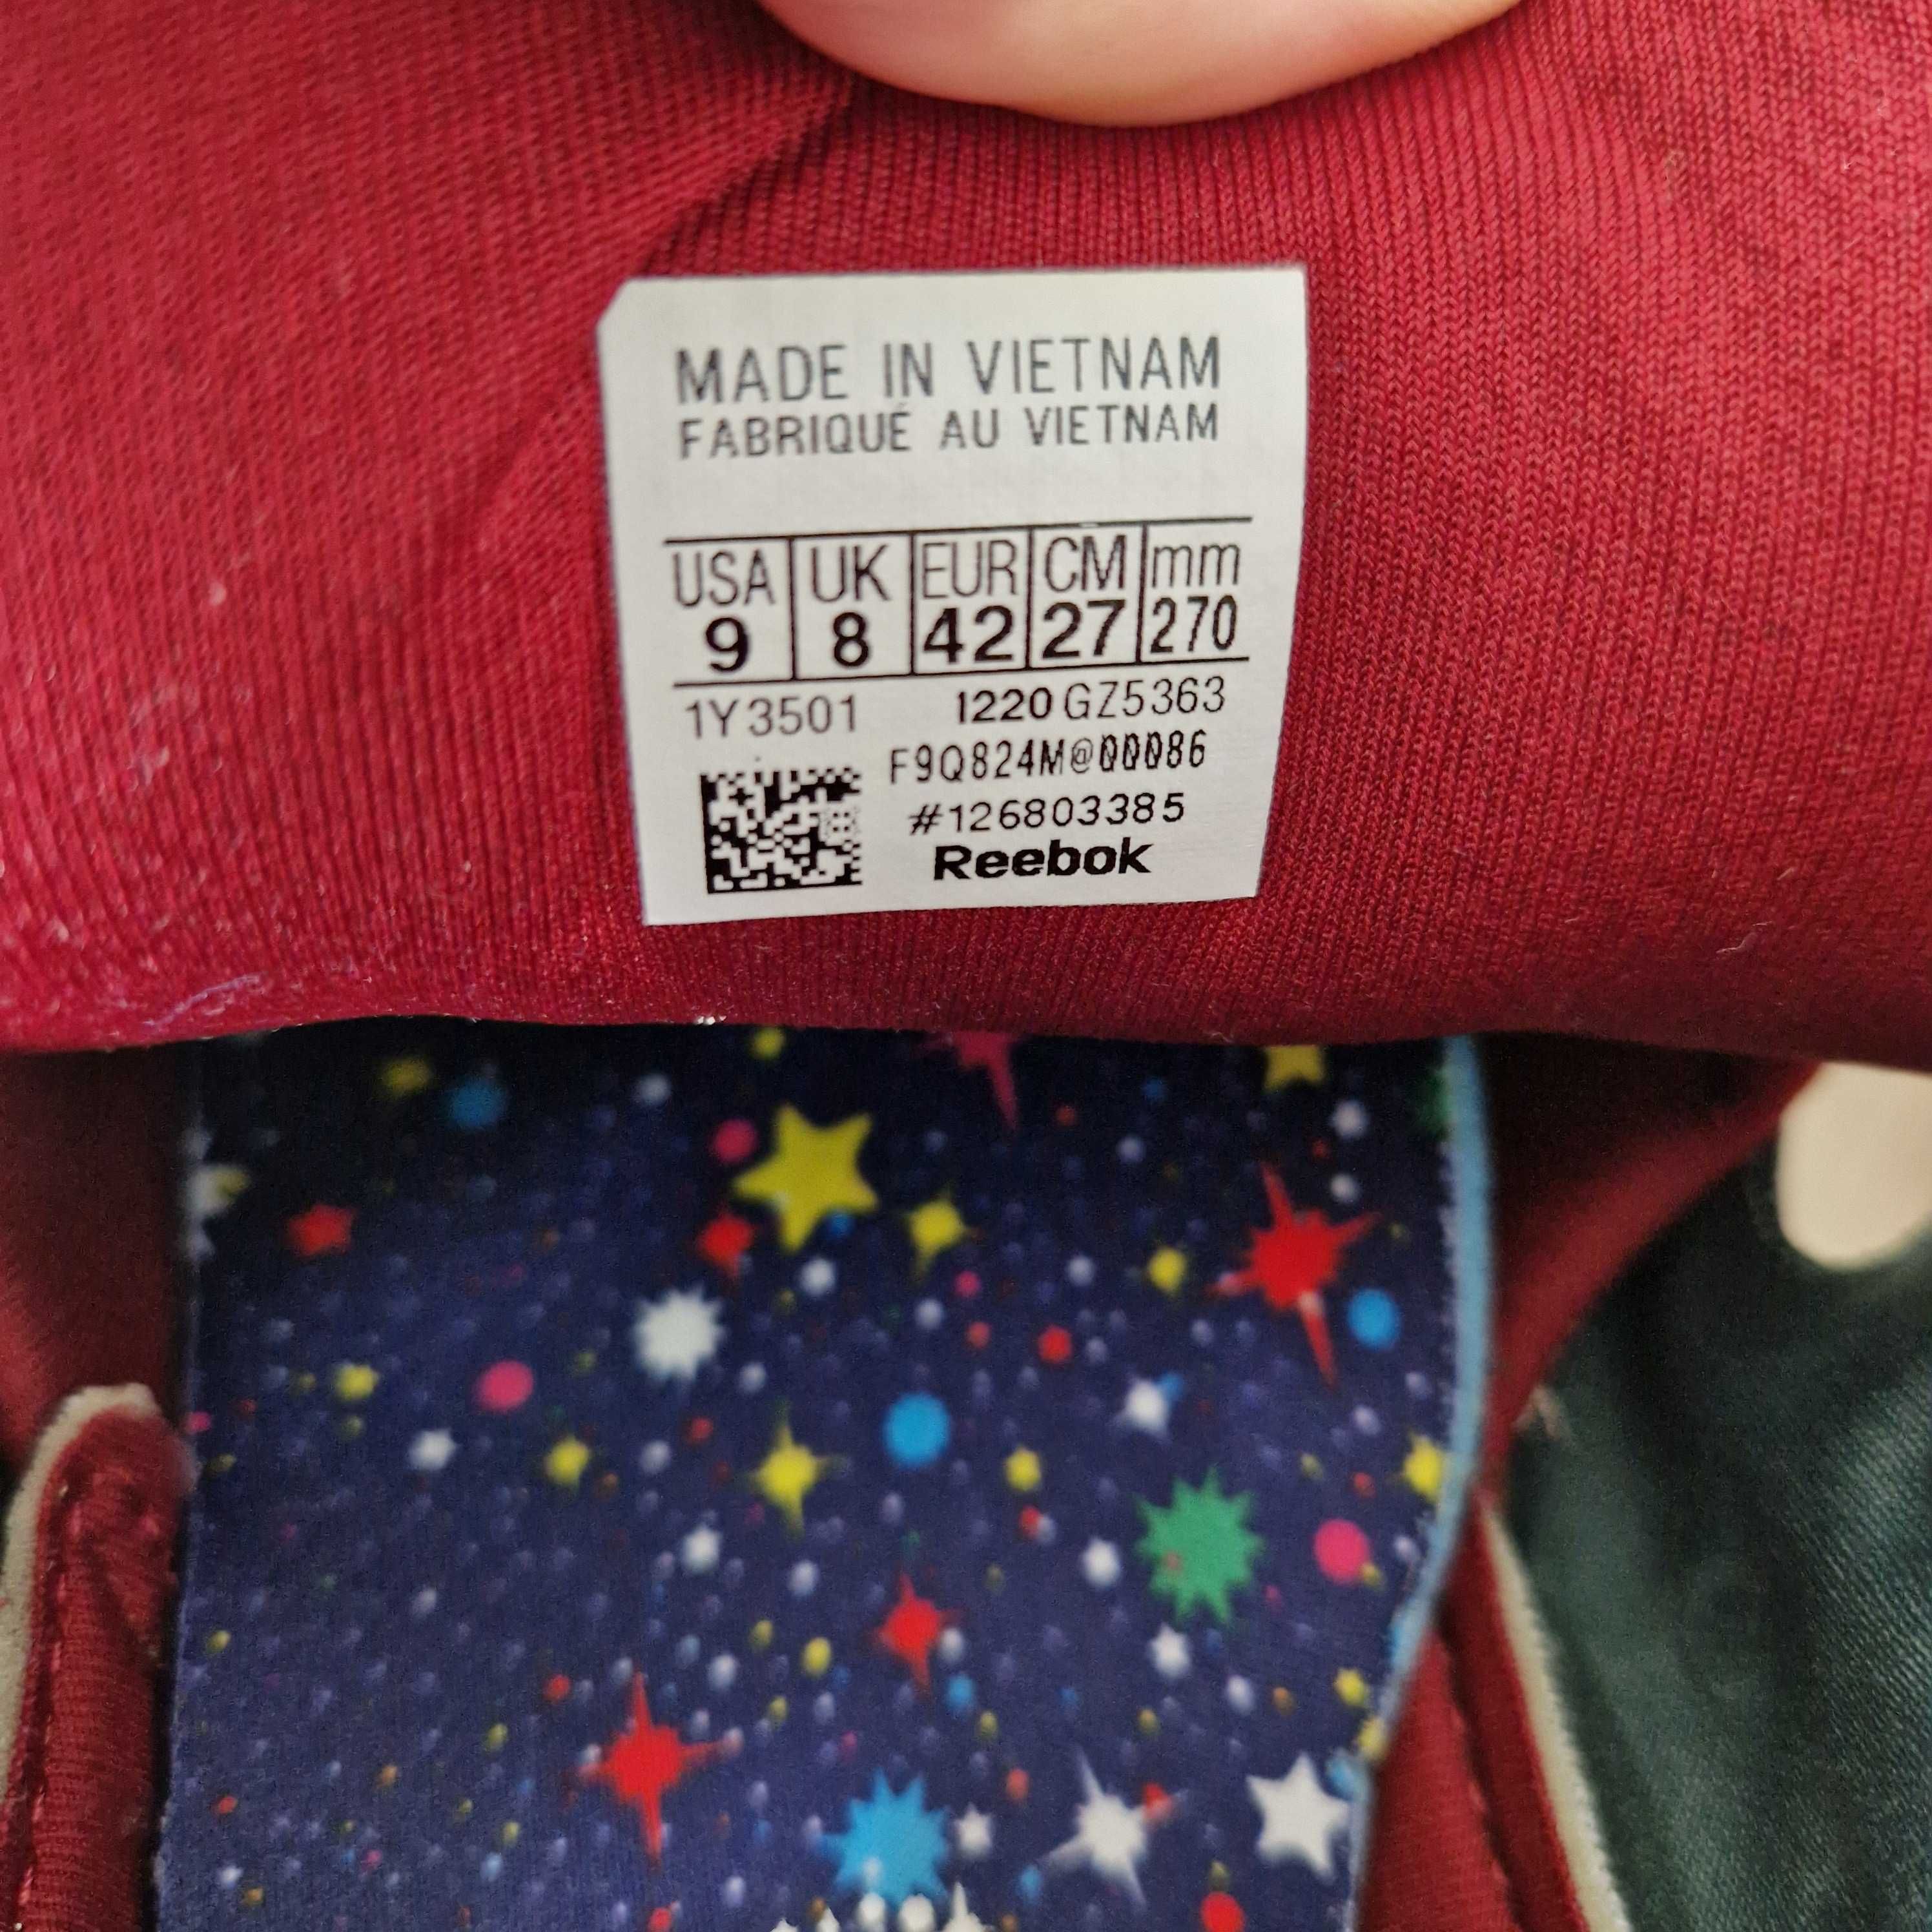 MADE IN VIETNAM
FABRIQUÉ AU VIETNAM
USA UK EUR CM mm
9 8 42 27 270
1Y3501 1220 GZ5363
F9Q824M@00086
#126803385
Reebok